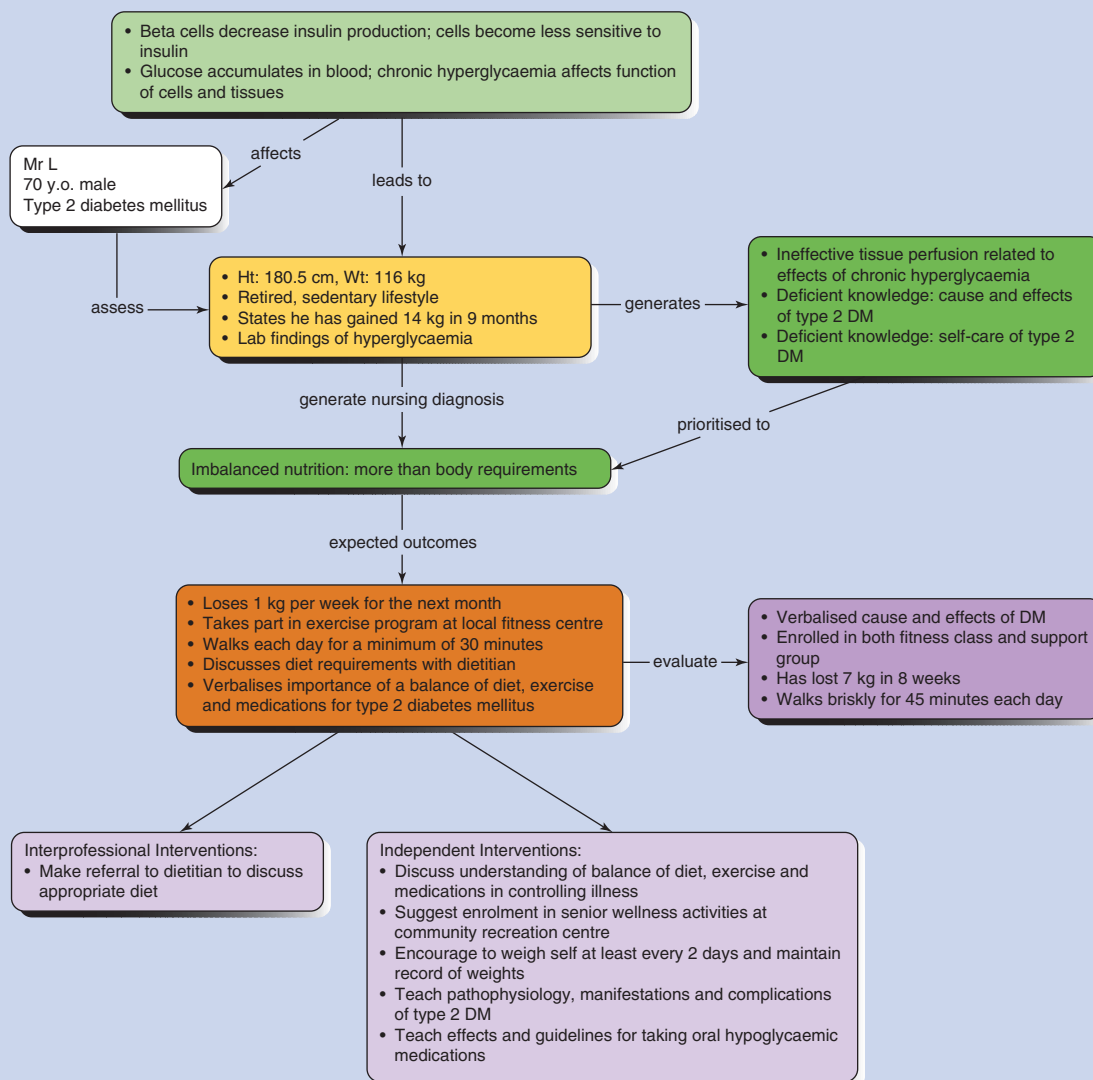 • Beta cells decrease insulin production; cells become less sensitive to
insulin
• Glucose accumulates in blood; chronic hyperglycaemia affects function
of cells and tissues
affects
leads to
Mr L
70 y.o. male
Type 2 diabetes mellitus
assess
• Ht: 180.5 cm, Wt: 116 kg
• Retired, sedentary lifestyle
• States he has gained 14 kg in 9 months
• Lab findings of hyperglycaemia
generates
• Ineffective tissue perfusion related to
effects of chronic hyperglycaemia
• Deficient knowledge: cause and effects
of type 2 DM
• Deficient knowledge: self-care of type 2
DM
generate nursing diagnosis
prioritised to
Imbalanced nutrition: more than body requirements
expected outcomes
• Loses 1 kg per week for the next month
• Takes part in exercise program at local fitness centre
• Walks each day for a minimum of 30 minutes
• Discusses diet requirements with dietitian
• Verbalises importance of a balance of diet, exercise
and medications for type 2 diabetes mellitus
evaluate
• Verbalised cause and effects of DM
• Enrolled in both fitness class and support
group
• Has lost 7 kg in 8 weeks
• Walks briskly for 45 minutes each day
Interprofessional Interventions:
• Make referral to dietitian to discuss
appropriate diet
Independent Interventions:
• Discuss understanding of balance of diet, exercise and
medications in controlling illness
• Suggest enrolment in senior wellness activities at
community recreation centre
• Encourage to weigh self at least every 2 days and maintain
record of weights
• Teach pathophysiology, manifestations and complications
of type 2 DM
• Teach effects and guidelines for taking oral hypoglycaemic
medications